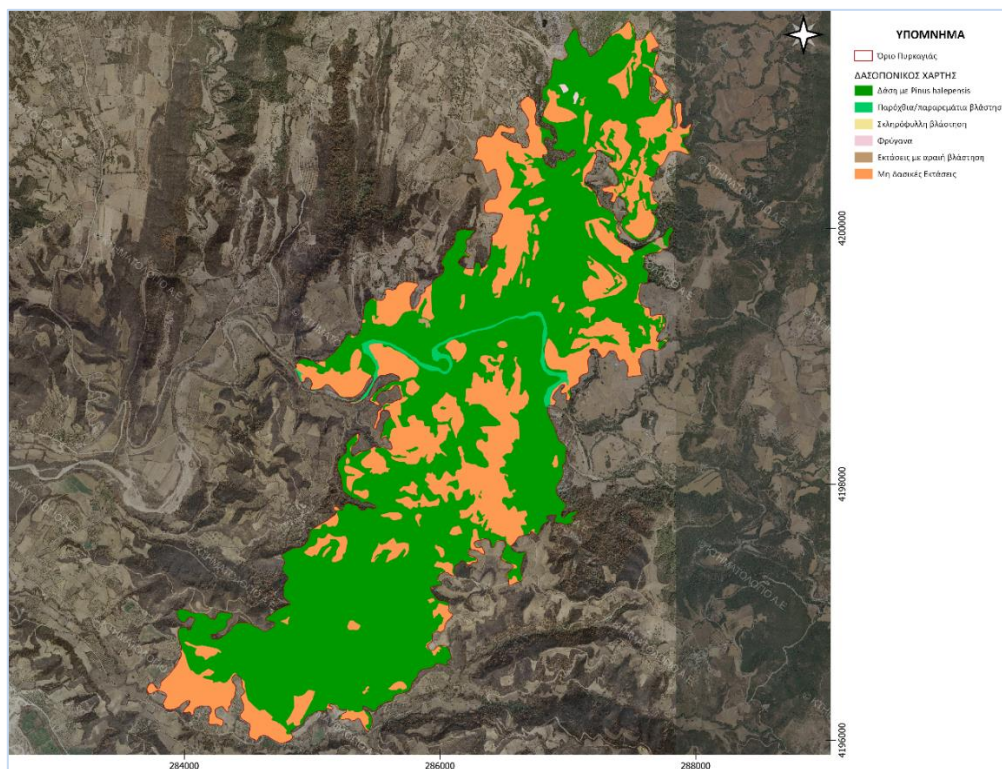 ΥΠΟΜΝΗΜΑ
Όριο Πυρκαγιάς
ΔΑΣΟΠΟΝΙΚΟΣ ΧΑΡΤΗΣ
Δάση με Pinus halepensis
Παρόχθια/παραρεμάτια βλάστηση
Σκληρόφυλλη βλάστηση
Φρύγανα
Εκτάσεις με αραιή βλάστηση
Μη δασικές Εκτάσεις
4200000
4198000
4196000
284000
286000
288000